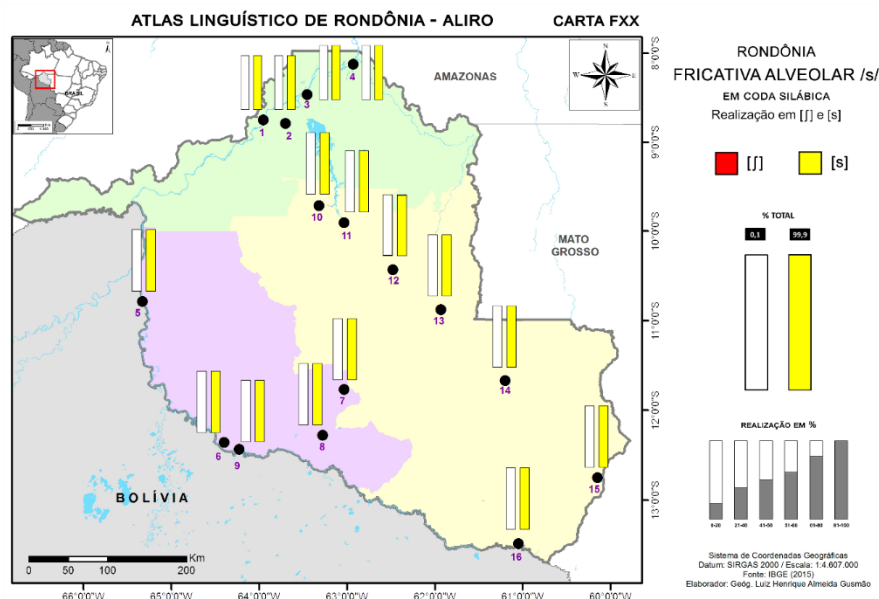 ATLAS LINGUÍSTICO DE RONDÔNIA - ALIRO CARTA FXX
BRASIL
AMAZONAS
MATO
GROSSO
BOLÍVIA
N
E
S
W
1
2
3
4
5
6
7
8
9
10
11
12
13
14
15
16
8°0'0"S
9°0'0"S
10°0'0"S
11°0'0"S
12°0'0"S
13°0'0"S
66°0'0"W 65°0'0"W 64°0'0"W 63°0'0"W 62°0'0"W 61°0'0"W 60°0'0"W
Km
0 50 100 200
RONDÔNIA
FRICATIVA ALVEOLAR /s/
EM CODA SILÁBICA
Realização em [ʃ] e [s]
[ʃ] [s]
% TOTAL
0,1 99,9
REALIZAÇÃO EM %
0-20 21-40 41-50
Sistema de Coordenadas Geográficas
Datum: SIRGAS 2000 / Escala: 1:4.607.000
Fonte: IBGE (2015)
Elaborador: Geóg. Luiz Henrique Almeida Gusmão